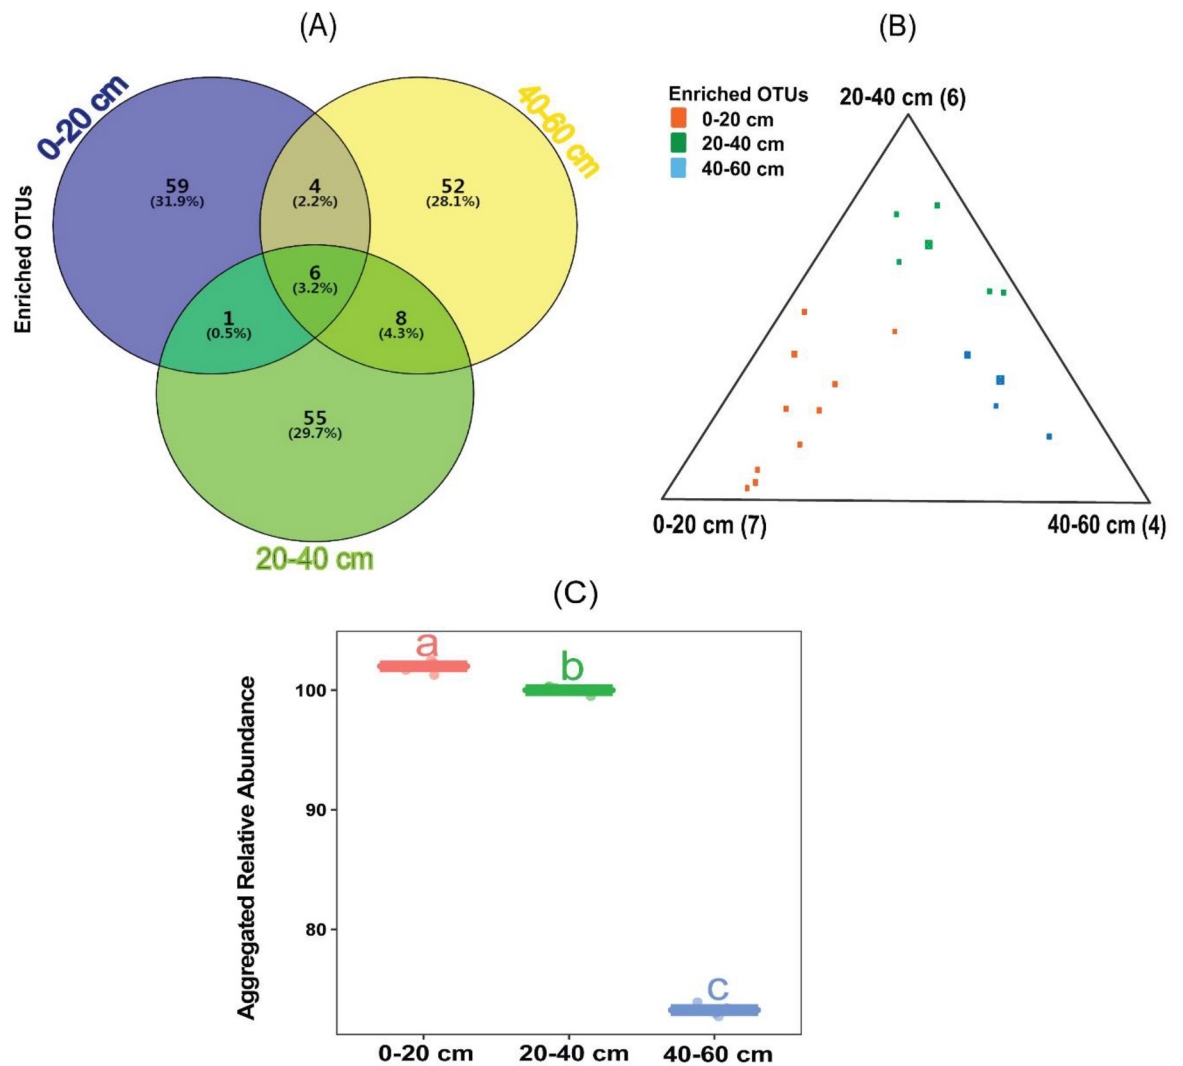 (A)
0-20 cm
40-60 cm
Enriched OTUs
59
(31.9%)
4
(2.2%)
52
(28.1%)
6
(3.2%)
1
(0.5%)
8
(4.3%)
55
(29.7%)
20-40 cm
(B)
Enriched OTUs
0-20 cm
20-40 cm
40-60 cm
20-40 cm (6)
0-20 cm (7)
40-60 cm (4)
(C)
Aggregated Relative Abundance
100
90
80
a
b
c
0-20 cm
20-40 cm
40-60 cm